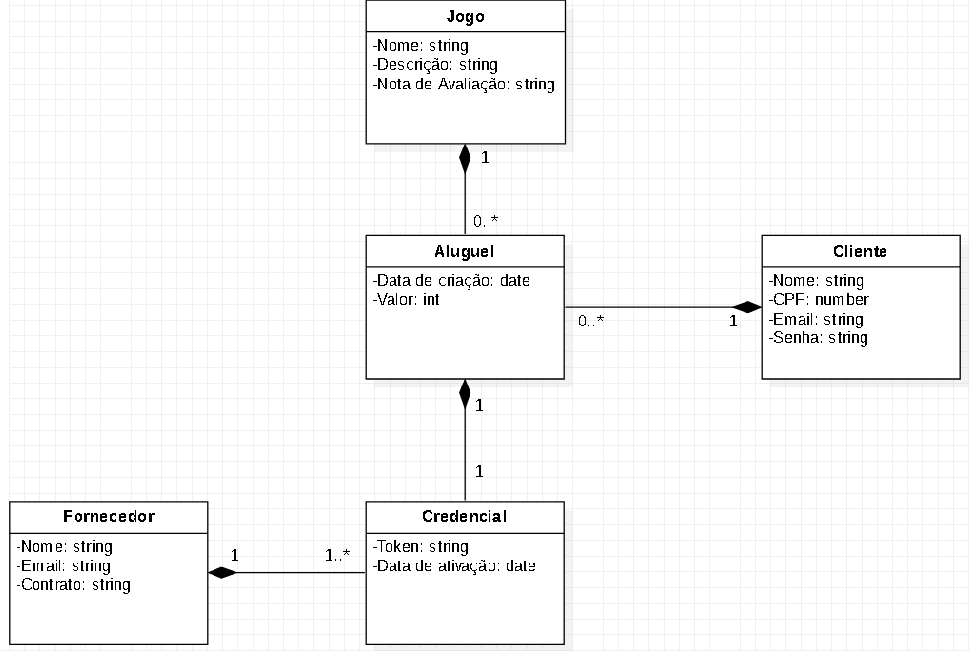 Jogo
-Nome: string
-Descrição: string
-Nota de Avaliação: string
1
0..*
Aluguel
-Data de criação: date
-Valor: int
0..*
1
Cliente
-Nome: string
-CPF: number
-Email: string
-Senha: string
1
1
Fornecedor
-Nome: string
-Email: string
-Contrato: string
1
1..*
Credencial
-Token: string
-Data de ativação: date